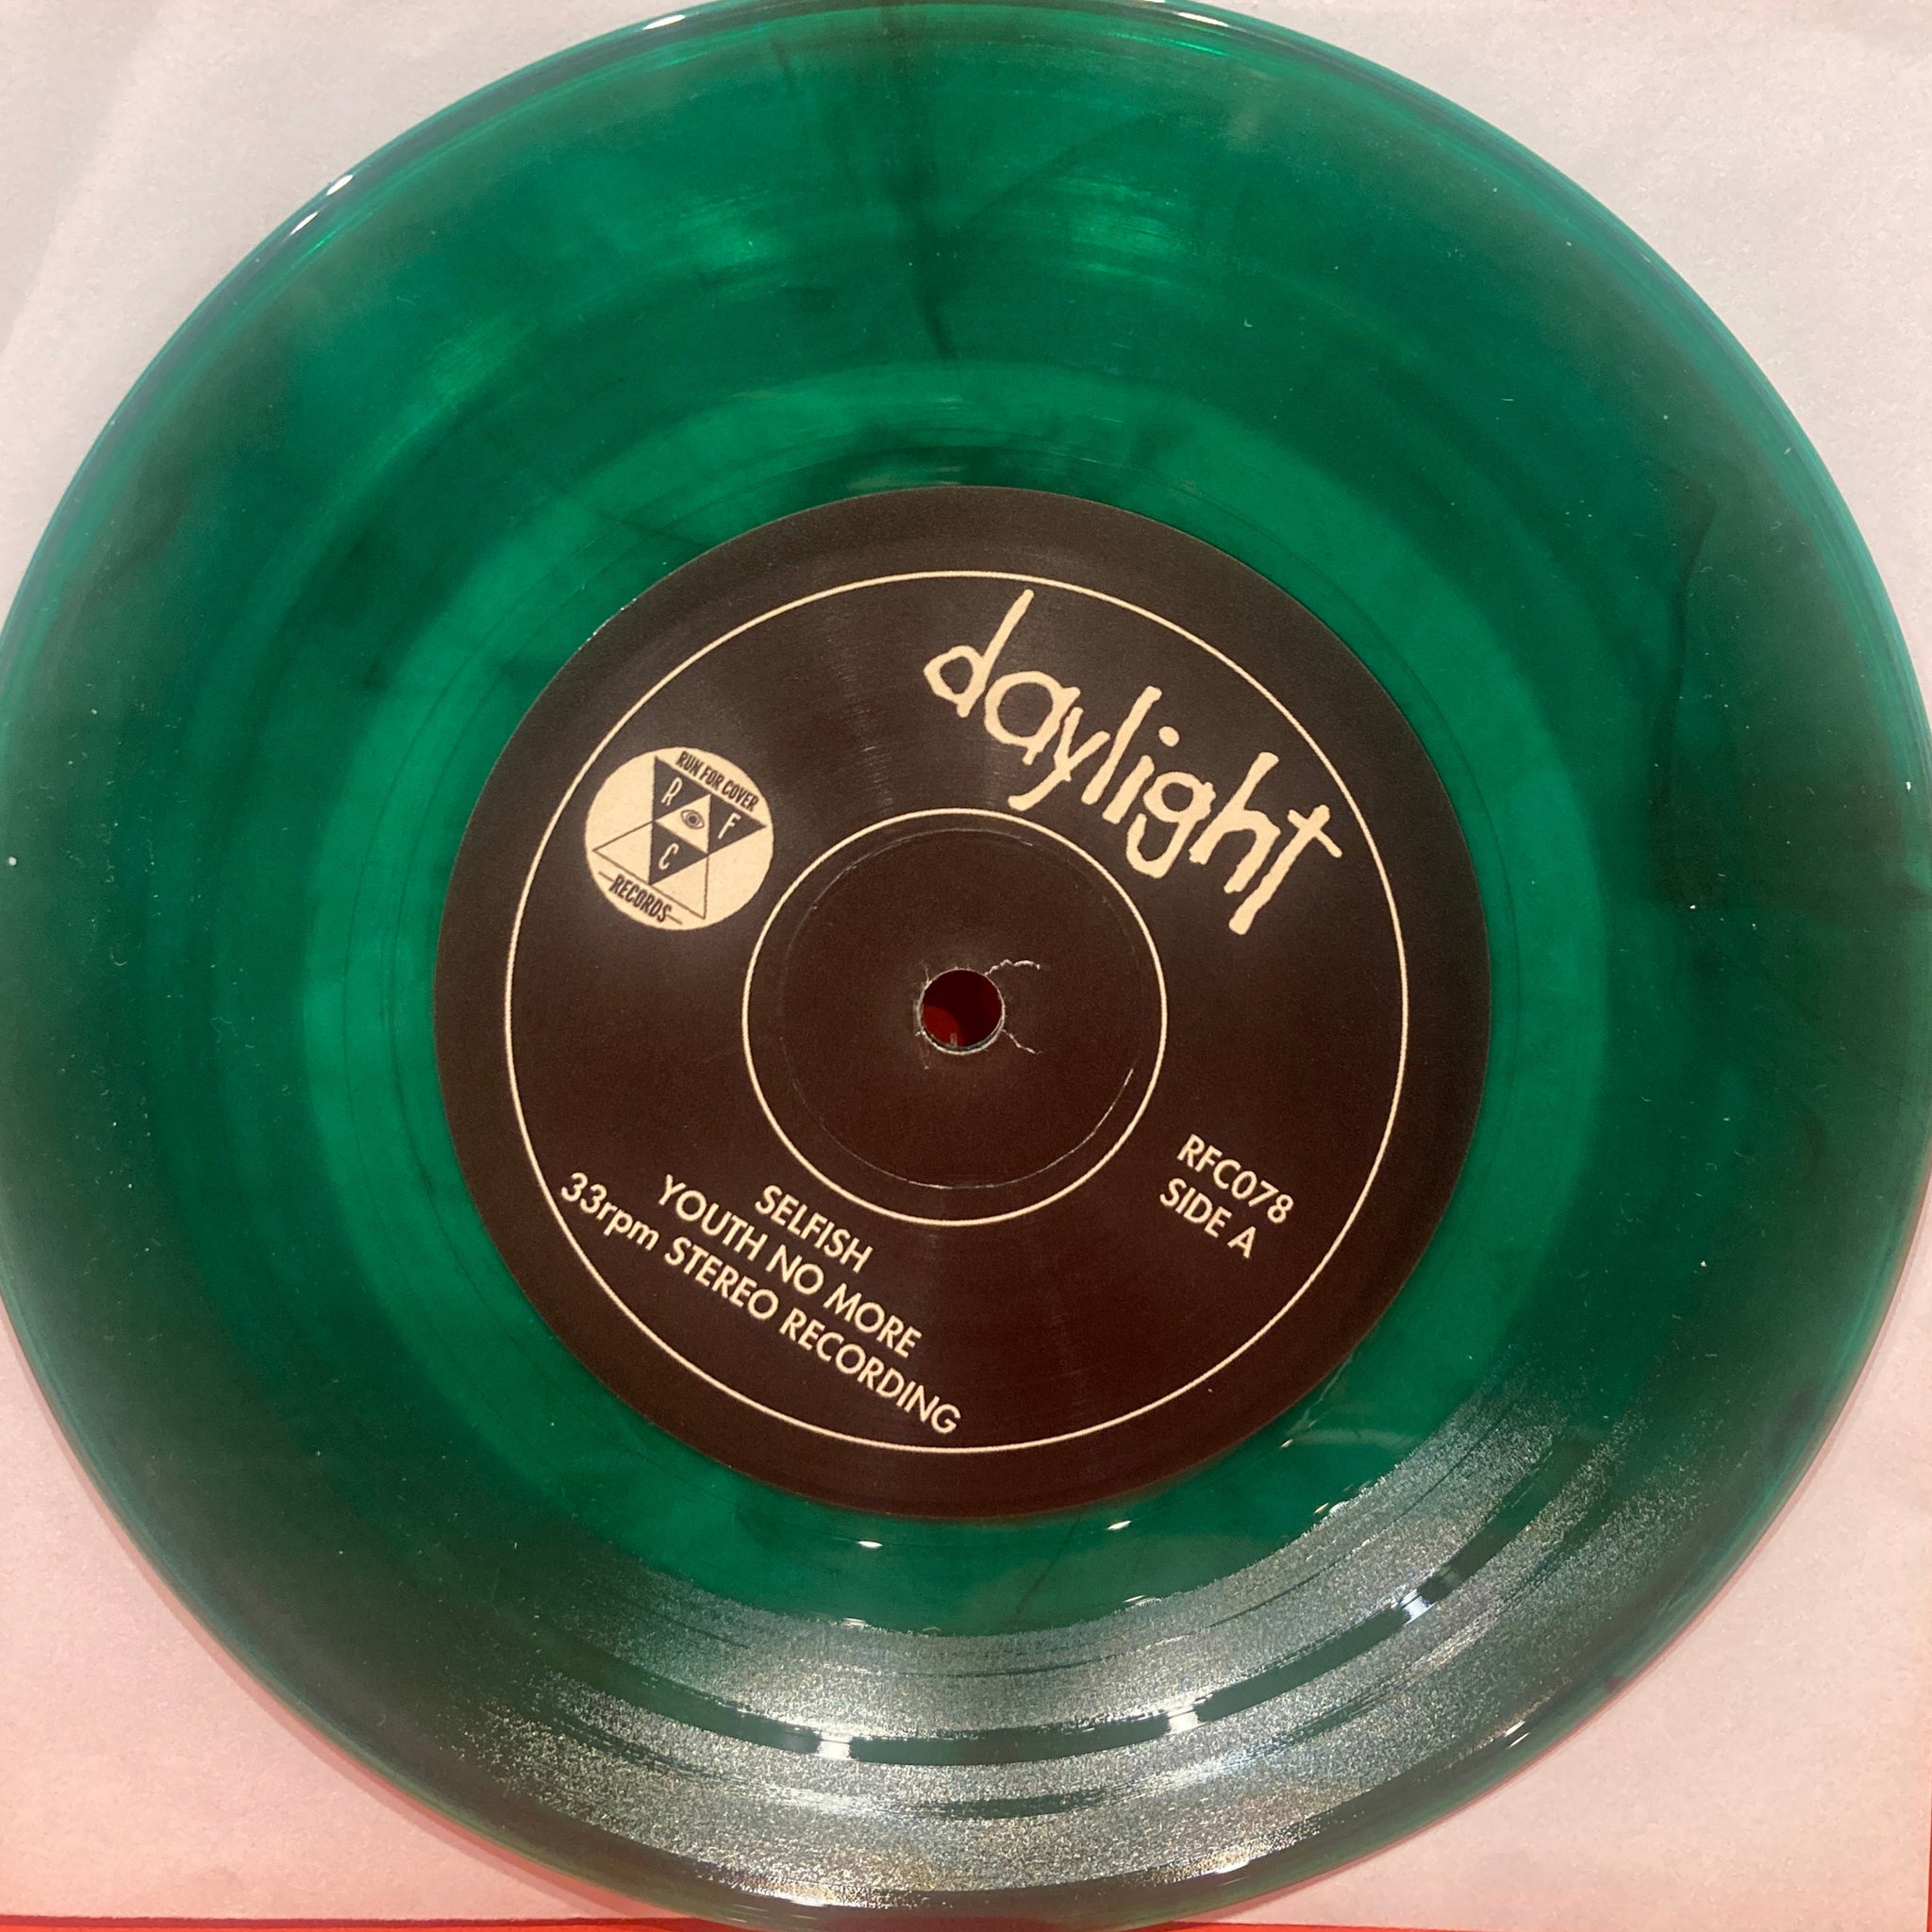 daylight
RUN FOR COVER
R F
C
RECORDS
RFC078
SIDE A
SELFISH
YOUTH NO MORE
33rpm STEREO RECORDING